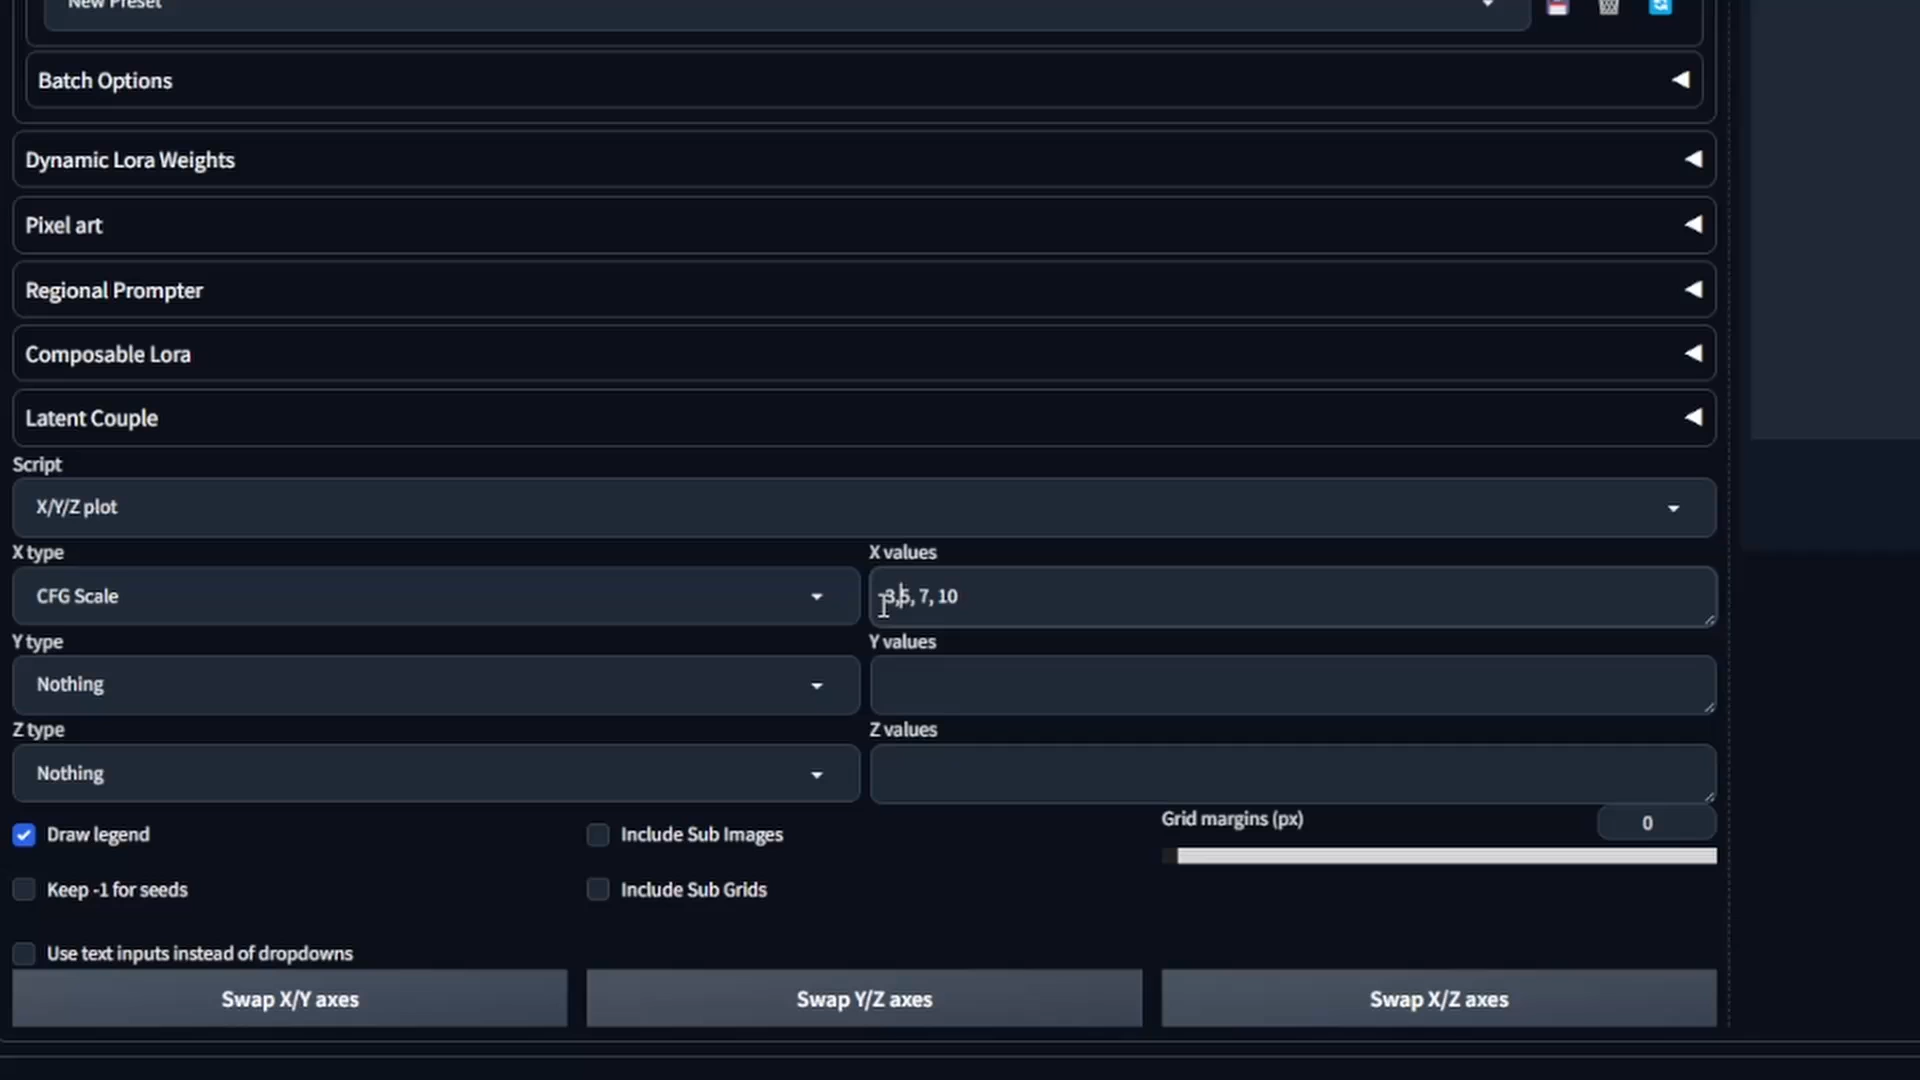 New Preset
Batch Options
Dynamic Lora Weights
Pixel art
Regional Prompter
Composable Lora
Latent Couple
Script
X/Y/Z plot
X type
X values
CFG Scale
3,5, 7, 10
Y type
Y values
Nothing
Z type
Z values
Nothing
Draw legend
Include Sub Images
Grid margins (px)
0
Keep -1 for seeds
Include Sub Grids
Use text inputs instead of dropdowns
Swap X/Y axes
Swap Y/Z axes
Swap X/Z axes